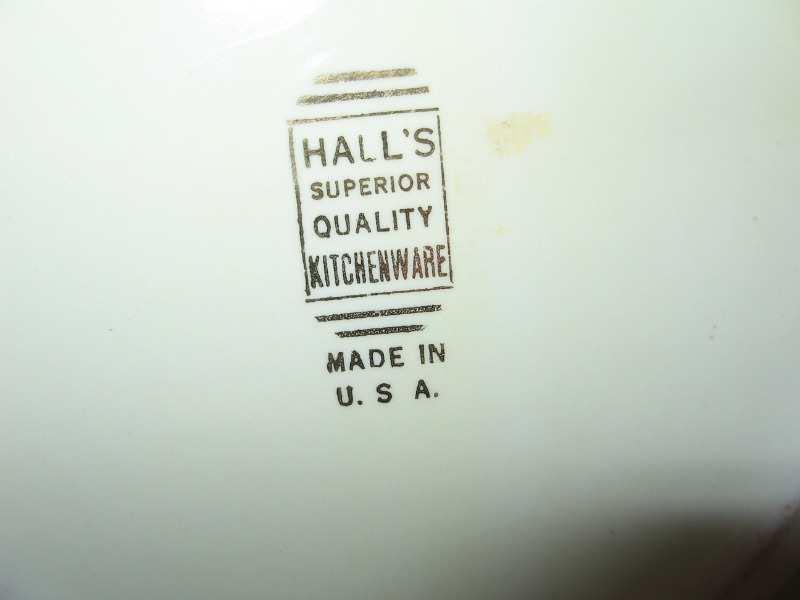 HALL'S
SUPERIOR
QUALITY
KITCHENWARE
MADE IN
U. S A.